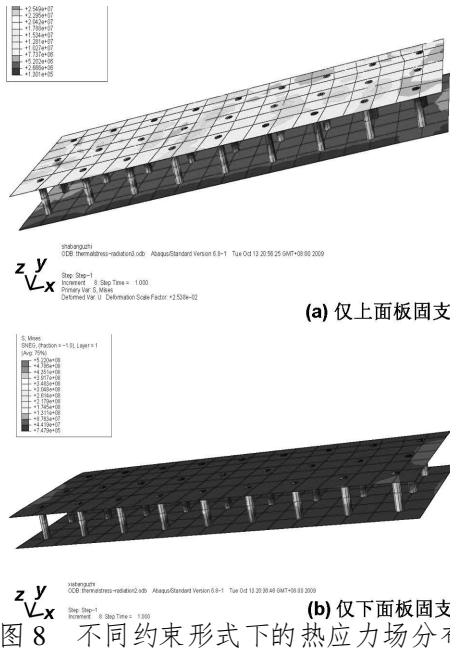 +2.549e+07
+2.295e+07
+2.042e+07
+1.788e+07
+1.534e+07
+1.281e+07
+1.027e+07
+7.737e+06
+5.202e+06
+2.666e+06
+1.301e+05
shabanguzhi
ODB: thermalstress-radiation3.odb Abaqus/Standard Version 6.8-1 Tue Oct 13 20:56:25 GMT+08:00 2009
Step: Step-1
Increment 8: Step Time = 1.000
Primary Var: S, Mises
Deformed Var: U Deformation Scale Factor: +2.538e-02
z y x
(a) 仅上面板固支
S, Mises
SNEG, (fraction = -1.0), Layer = 1
(Avg: 75%)
+5.220e+08
+4.786e+08
+4.351e+08
+3.917e+08
+3.483e+08
+3.048e+08
+2.614e+08
+2.179e+08
+1.745e+08
+1.311e+08
+8.763e+07
+4.419e+07
+7.479e+05
xiabanguzhi
ODB: thermalstress-radiation2.odb Abaqus/Standard Version 6.8-1 Tue Oct 13 20:38:46 GMT+08:00 2009
Step: Step-1
Increment 8: Step Time = 1.000
z y x
(b) 仅下面板固支
图 8 不同约束形式下的热应力场分布